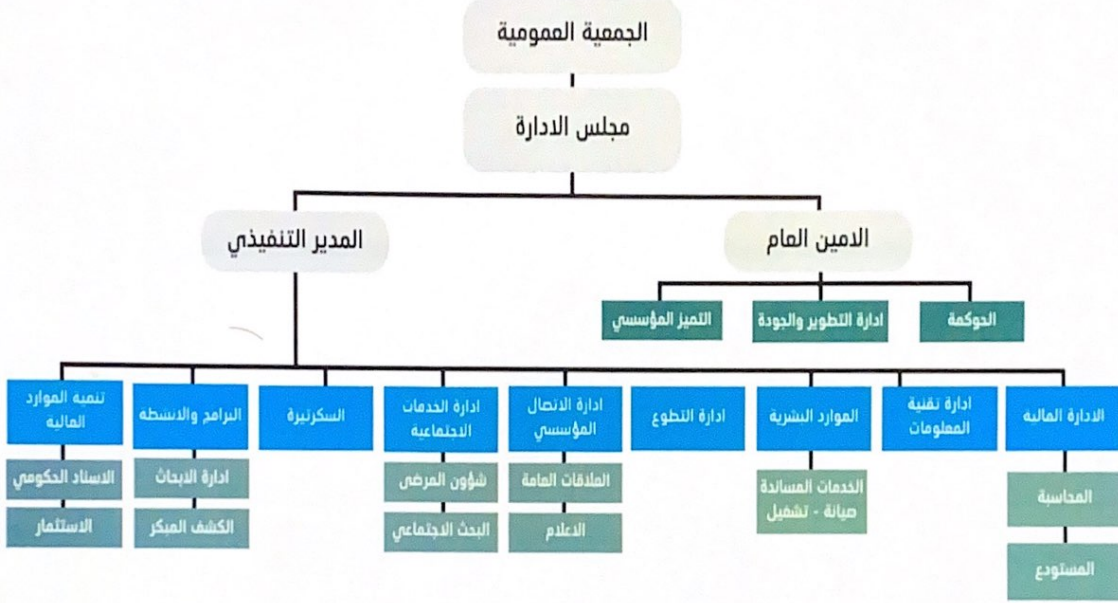 الجمعية العمومية
مجلس الادارة
الامين العام
المدير التنفيذي
الحوكمة
ادارة التطوير والجودة
التميز المؤسسي
الادارة المالية
ادارة تقنية
المعلومات
الموارد البشرية
ادارة التطوع
ادارة الاتصال
المؤسسي
ادارة الخدمات
الاجتماعية
السكرتيرة
البرامج والانشطة
تنمية الموارد
المالية
المحاسبة
المستودع
الخدمات المساندة
صيانة - تشغيل
العلاقات العامة
الاعلام
شؤون المرضى
البحث الاجتماعي
ادارة الابحاث
الكشف المبكر
الاسناد الحكومي
الاستثمار